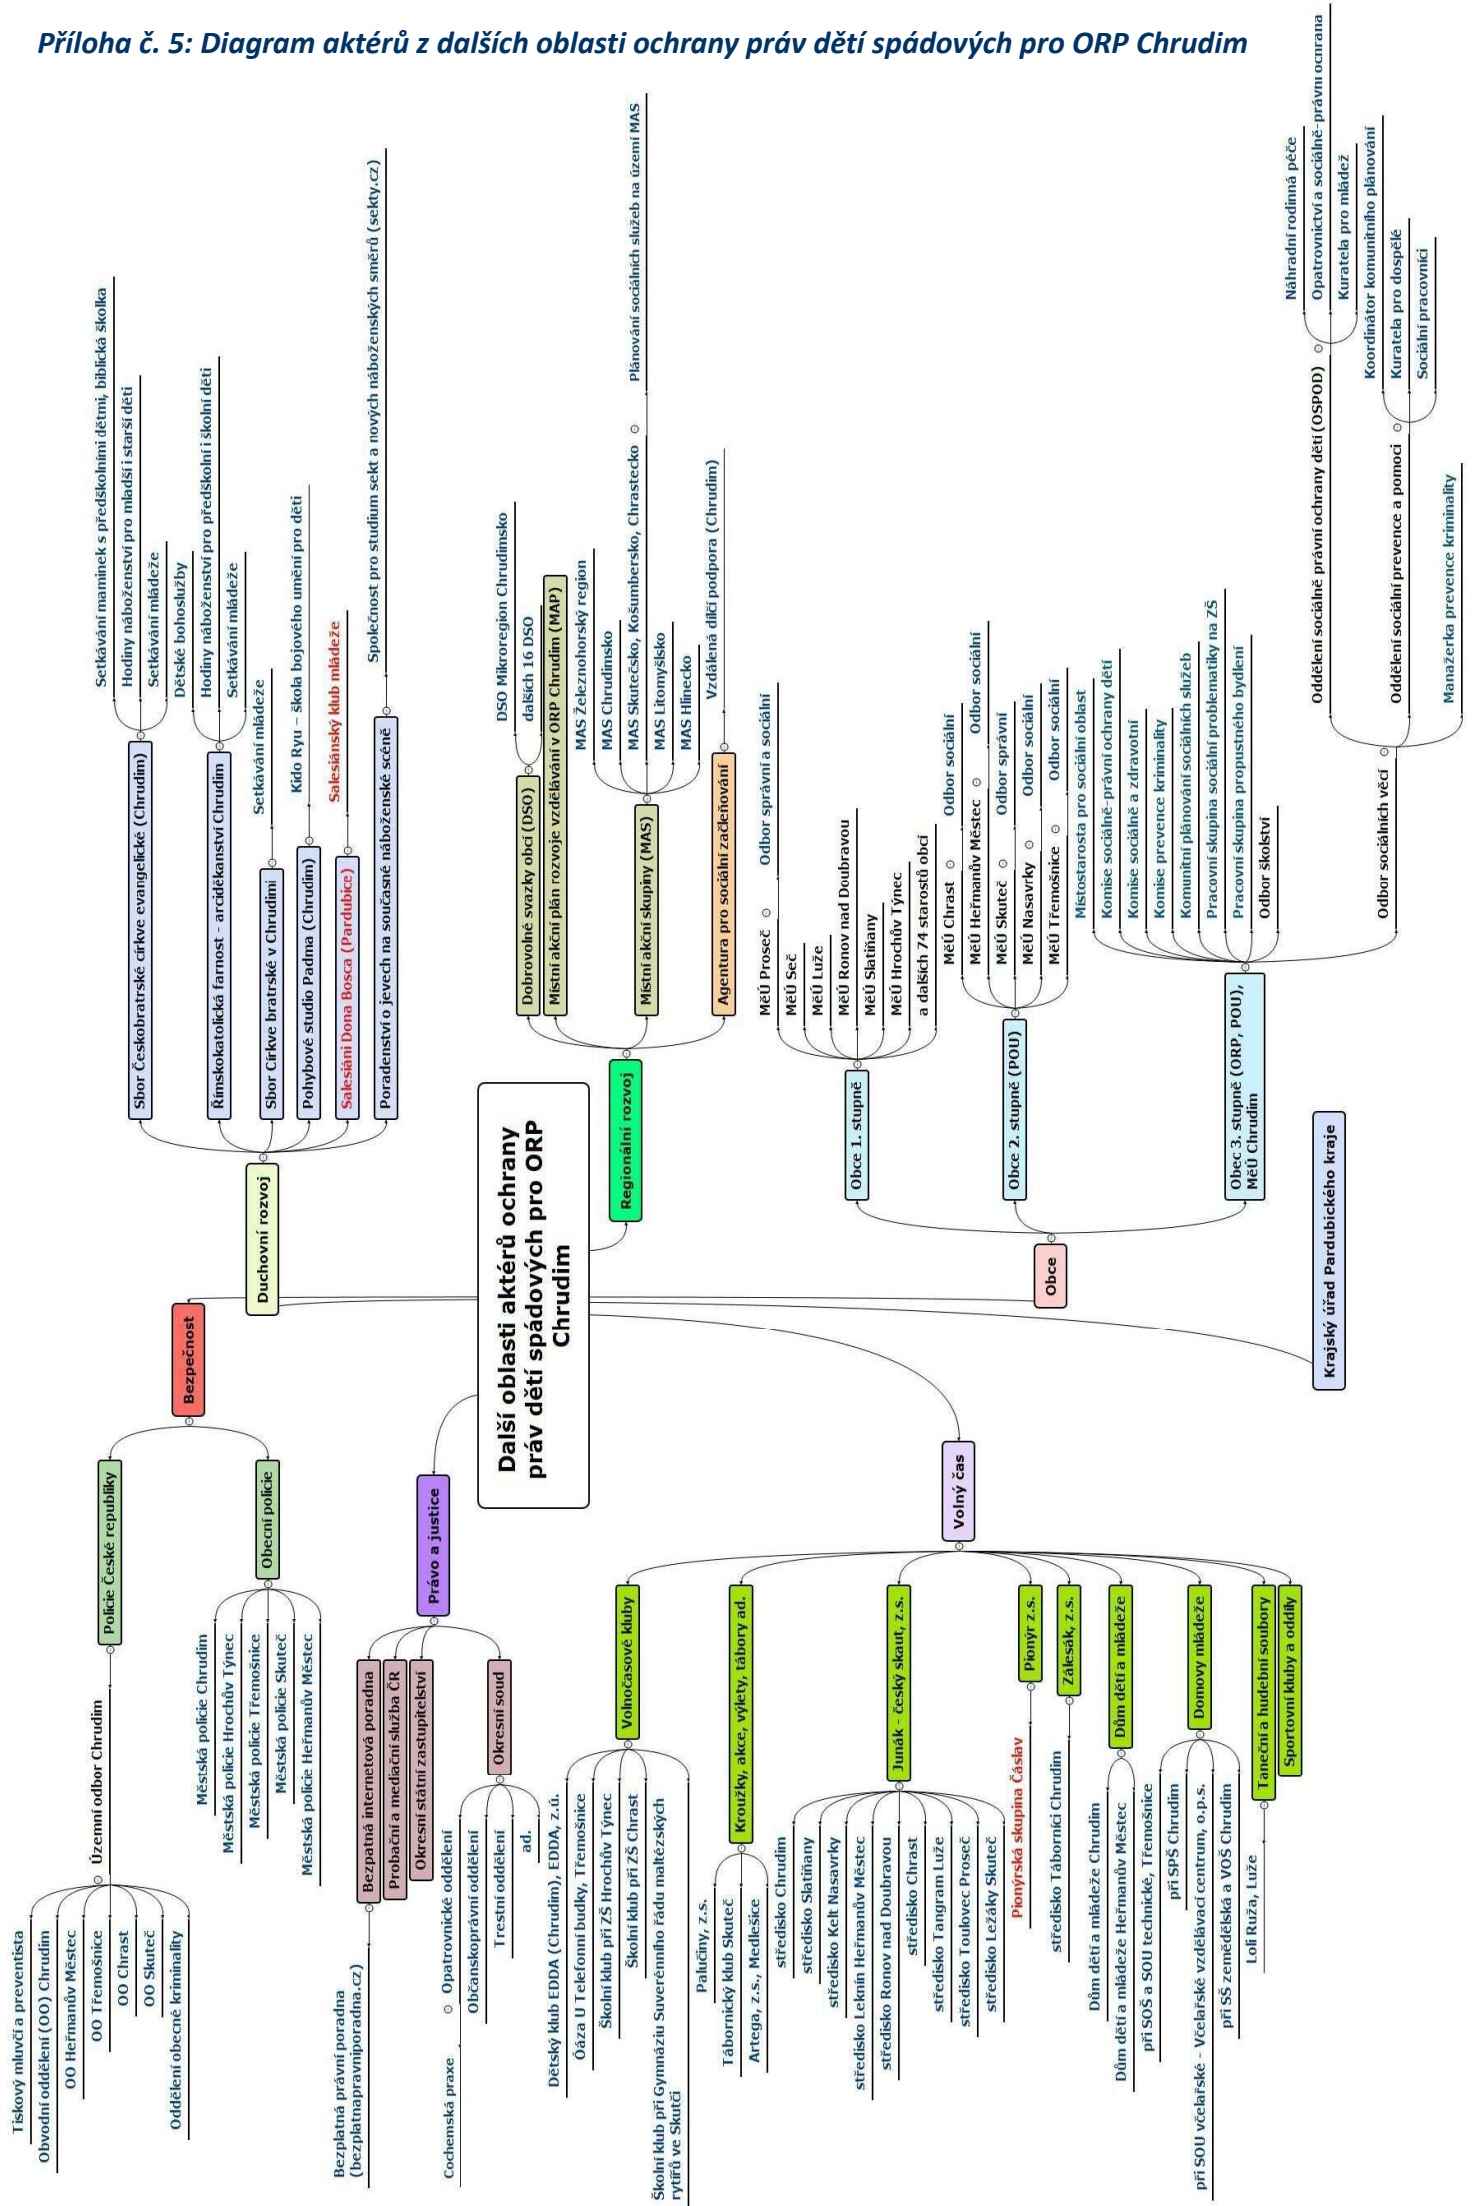 Příloha č. 5: Diagram aktérů z dalších oblasti ochrany práv dětí spádových pro ORP Chrudim
Další oblasti aktérů ochrany
práv dětí spádových pro ORP
Chrudim
Bezpečnost
Policie České republiky
Územní odbor Chrudim
Tiskový mluvčí a preventista
Obvodní oddělení (OO) Chrudim
OO Heřmanův Městec
OO Třemošnice
OO Chrast
OO Skuteč
Oddělení obecné kriminality
Obecní policie
Městská policie Chrudim
Městská policie Hrochův Týnec
Městská policie Třemošnice
Městská policie Skuteč
Městská policie Heřmanův Městec
Právo a justice
Bezpatná internetová poradna
Bezplatná právní poradna
(bezplatnapravniporadna.cz)
Probační a mediační služba ČR
Okresní státní zastupitelství
Okresní soud
Opatrovnické oddělení
Cochemská praxe
Občanskoprávní oddělení
Trestní oddělení
ad.
Volný čas
Volnočasové kluby
Dětský klub EDDA (Chrudim), EDDA, z.ú.
Óáza U Telefonní budky, Třemošnice
Školní klub při ZŠ Hrochův Týnec
Školní klub při ZŠ Chrast
Školní klub při Gymnáziu Suverénního řádu maltézských
rytířů ve Skutči
Kroužky, akce, výlety, tábory ad.
Palučiny, z.s.
Tábornický klub Skuteč
Artega, z.s., Medlešice
Junák - český skaut, z.s.
středisko Chrudim
středisko Slatiňany
středisko Kelt Nasavrky
středisko Leknín Heřmanův Městec
středisko Ronov nad Doubravou
středisko Chrast
středisko Tangram Luže
středisko Toulovec Proseč
středisko Ležáky Skuteč
Pionýr z.s.
Pionýrská skupina Čáslav
Zálesák, z.s.
středisko Táborníci Chrudim
Dům dětí a mládeže
Dům dětí a mládeže Chrudim
Dům dětí a mládeže Heřmanův Městec
Domovy mládeže
při SOŠ a SOU technické, Třemošnice
při SPŠ Chrudim
při SOU včelařské - Včelařské vzdělávací centrum, o.p.s.
při SŠ zemědělská a VOŠ Chrudim
Taneční a hudební soubory
Loli Ruža, Luže
Sportovní kluby a oddíly
Duchovní rozvoj
Sbor Českobratrské církve evangelické (Chrudim)
Setkávání maminek s předškolními dětmi, biblická školka
Hodiny náboženství pro mladší i starší děti
Setkávání mládeže
Dětské bohoslužby
Římskokatolická farnost - arciděkanství Chrudim
Hodiny náboženství pro předškolní i školní děti
Setkávání mládeže
Sbor Církve bratrské v Chrudimi
Setkávání mládeže
Pohybové studio Padma (Chrudim)
Kido Ryu – škola bojového umění pro děti
Salesiáni Dona Bosca (Pardubice)
Salesiánský klub mládeže
Poradenství o jevech na současné náboženské scéně
Společnost pro studium sekt a nových náboženských směrů (sekty.cz)
Regionální rozvoj
Dobrovolné svazky obcí (DSO)
DSO Mikroregion Chrudimsko
dalších 16 DSO
Místní akční plán rozvoje vzdělávání v ORP Chrudim (MAP)
Místní akční skupiny (MAS)
MAS Železnohorský region
MAS Chrudimsko
MAS Skutečsko, Košumbersko, Chrastecko
Plánování sociálních služeb na území MAS
MAS Litomyšlsko
MAS Hlinecko
Agentura pro sociální začleňování
Vzdálená dílčí podpora (Chrudim)
Obce
Obce 1. stupně
MěÚ Proseč
Odbor správní a sociální
MěÚ Seč
MěÚ Luže
MěÚ Ronov nad Doubravou
MěÚ Slatiňany
MěÚ Hrochův Týnec
a dalších 74 starostů obcí
Obce 2. stupně (POU)
MěÚ Chrast
Odbor sociální
MěÚ Heřmanův Městec
Odbor sociální
MěÚ Skuteč
Odbor správní
MěÚ Nasavrky
Odbor sociální
MěÚ Třemošnice
Odbor sociální
Obec 3. stupně (ORP, POU),
MěÚ Chrudim
Místostarosta pro sociální oblast
Komise sociálně-právní ochrany dětí
Komise sociálně a zdravotní
Komise prevence kriminality
Komunitní plánování sociálních služeb
Pracovní skupina sociální problematiky na ZŠ
Pracovní skupina propustného bydlení
Odbor školství
Odbor sociálních věcí
Oddělení sociálně právní ochrany dětí (OSPOD)
Náhradní rodinná péče
Opatrovnictví a sociálně-právní ochrana
Kuratela pro mládež
Oddělení sociální prevence a pomoci
Koordinátor komunitního plánování
Kuratela pro dospělé
Sociální pracovníci
Manažerka prevence kriminality
Krajský úřad Pardubického kraje